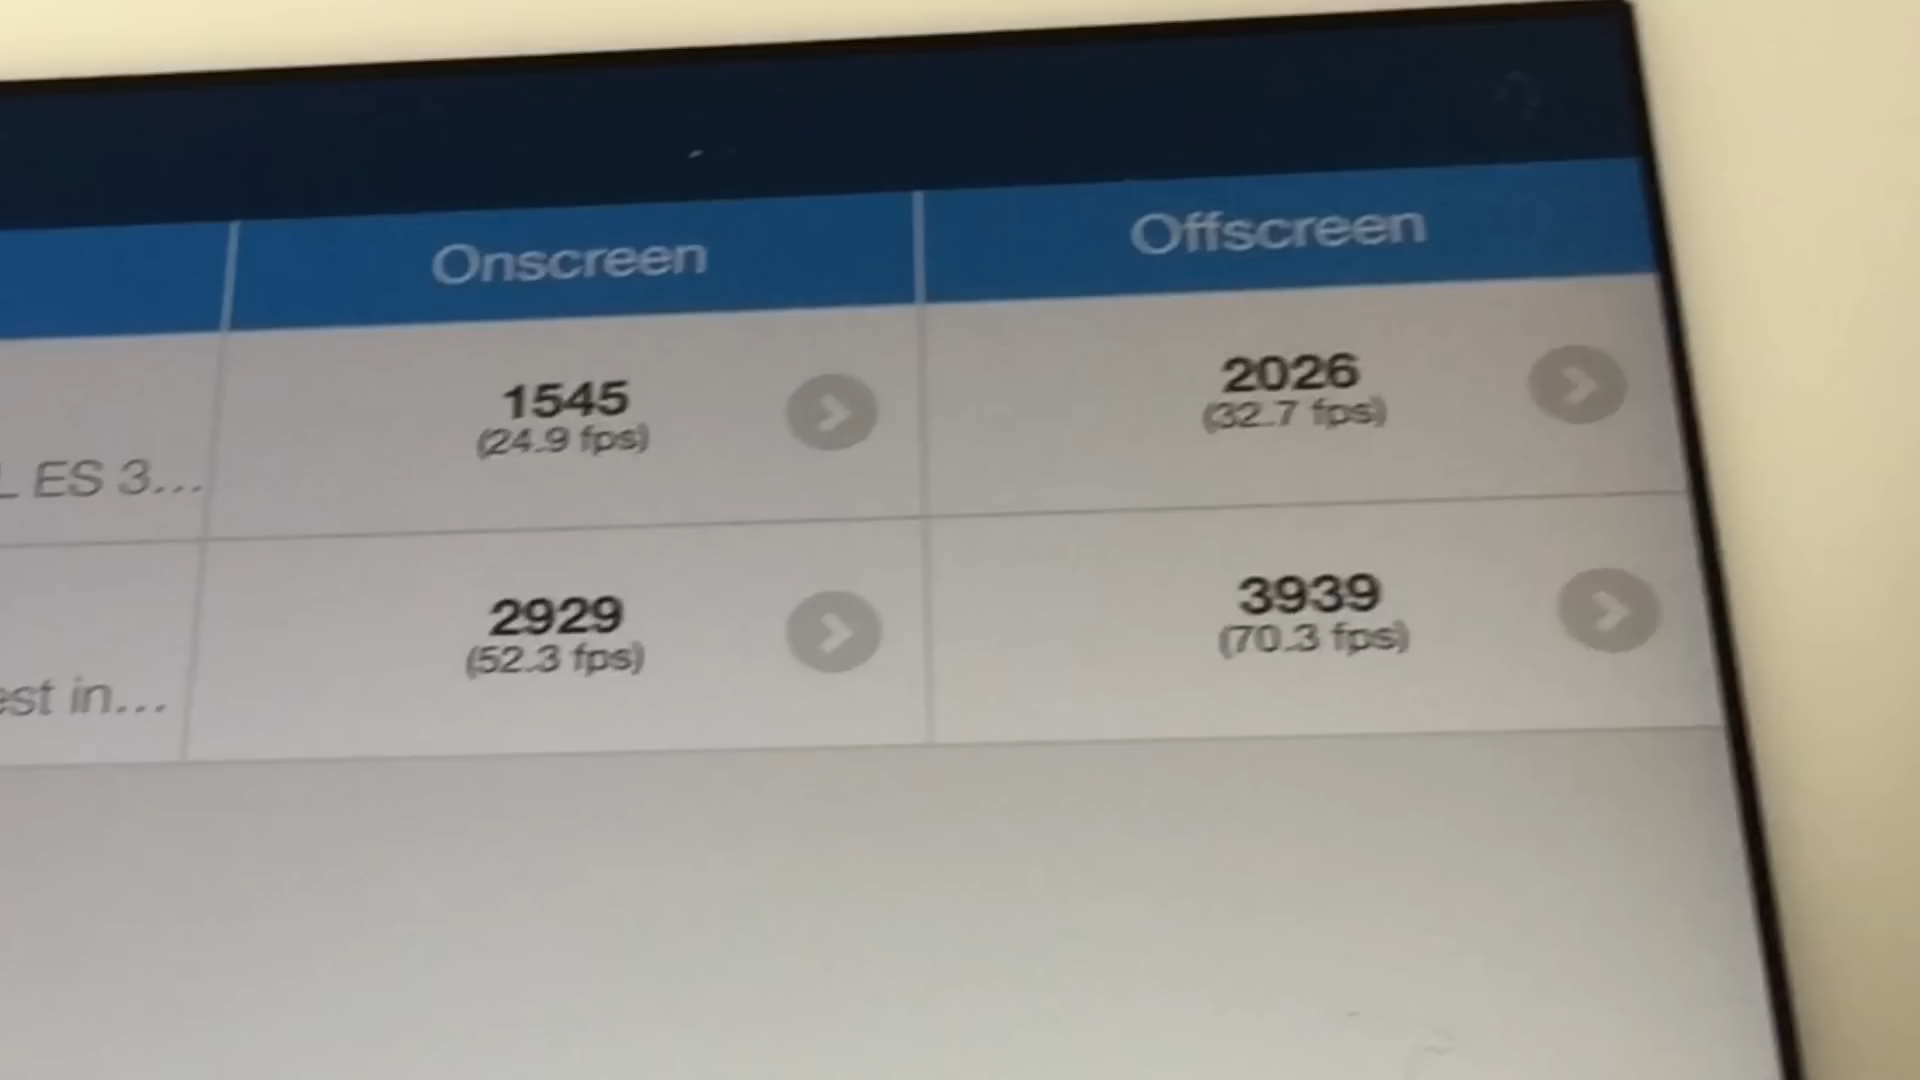 Onscreen
Offscreen
1545
(24.9 fps)
2026
(32.7 fps)
ES 3...
2929
(52.3 fps)
3939
(70.3 fps)
in...